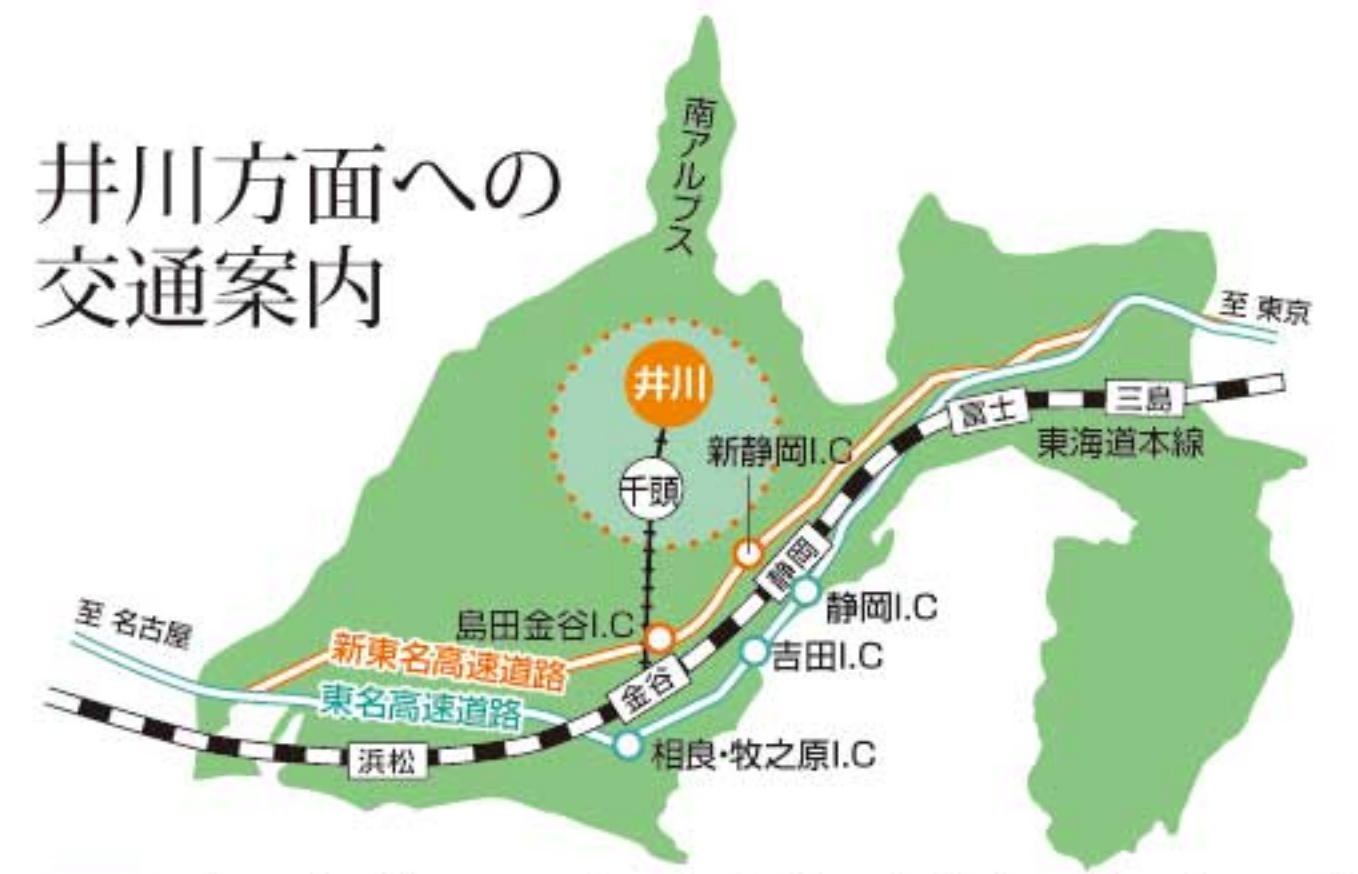 井川方面への
交通案内
南アルプス
至 東京
井川
三島
富士
新静岡I.C
東海道本線
千頭
静岡
静岡I.C
至 名古屋
島田金谷I.C
吉田I.C
新東名高速道路
金谷
東名高速道路
相良・牧之原I.C
浜松